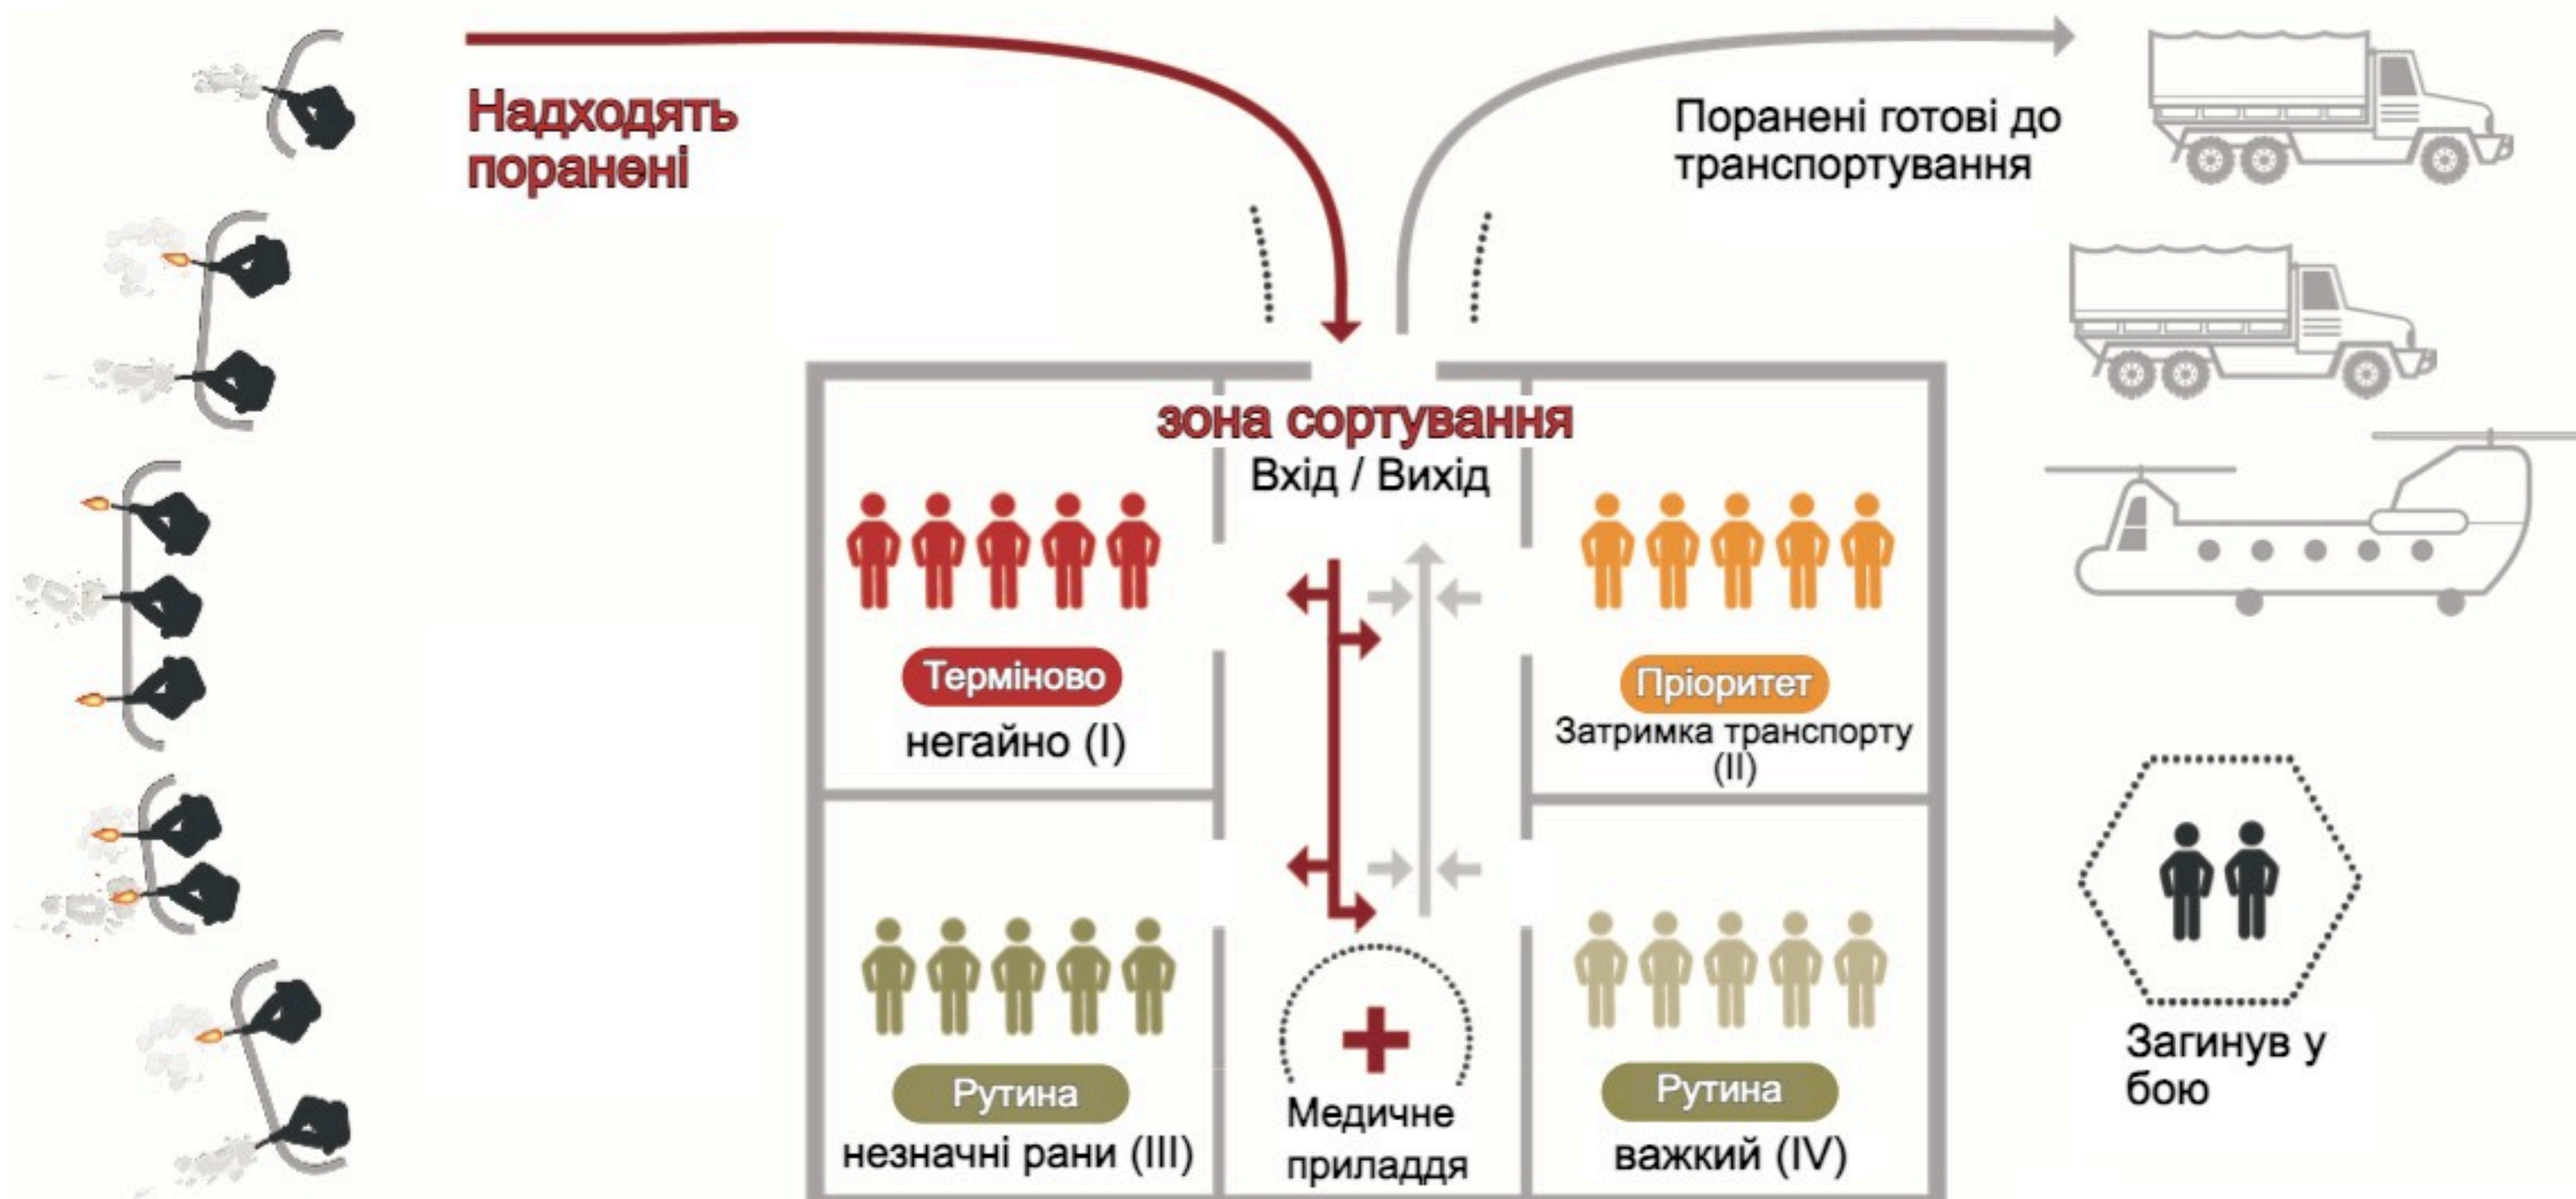 Надходять
поранені
Поранені готові до
транспортування
зона сортування
Вхід / Вихід
Терміново
негайно (I)
Пріоритет
Затримка транспорту
(II)
Рутина
незначні рани (III)
Медичне
приладдя
Рутина
важкий (IV)
Загинув у
бою